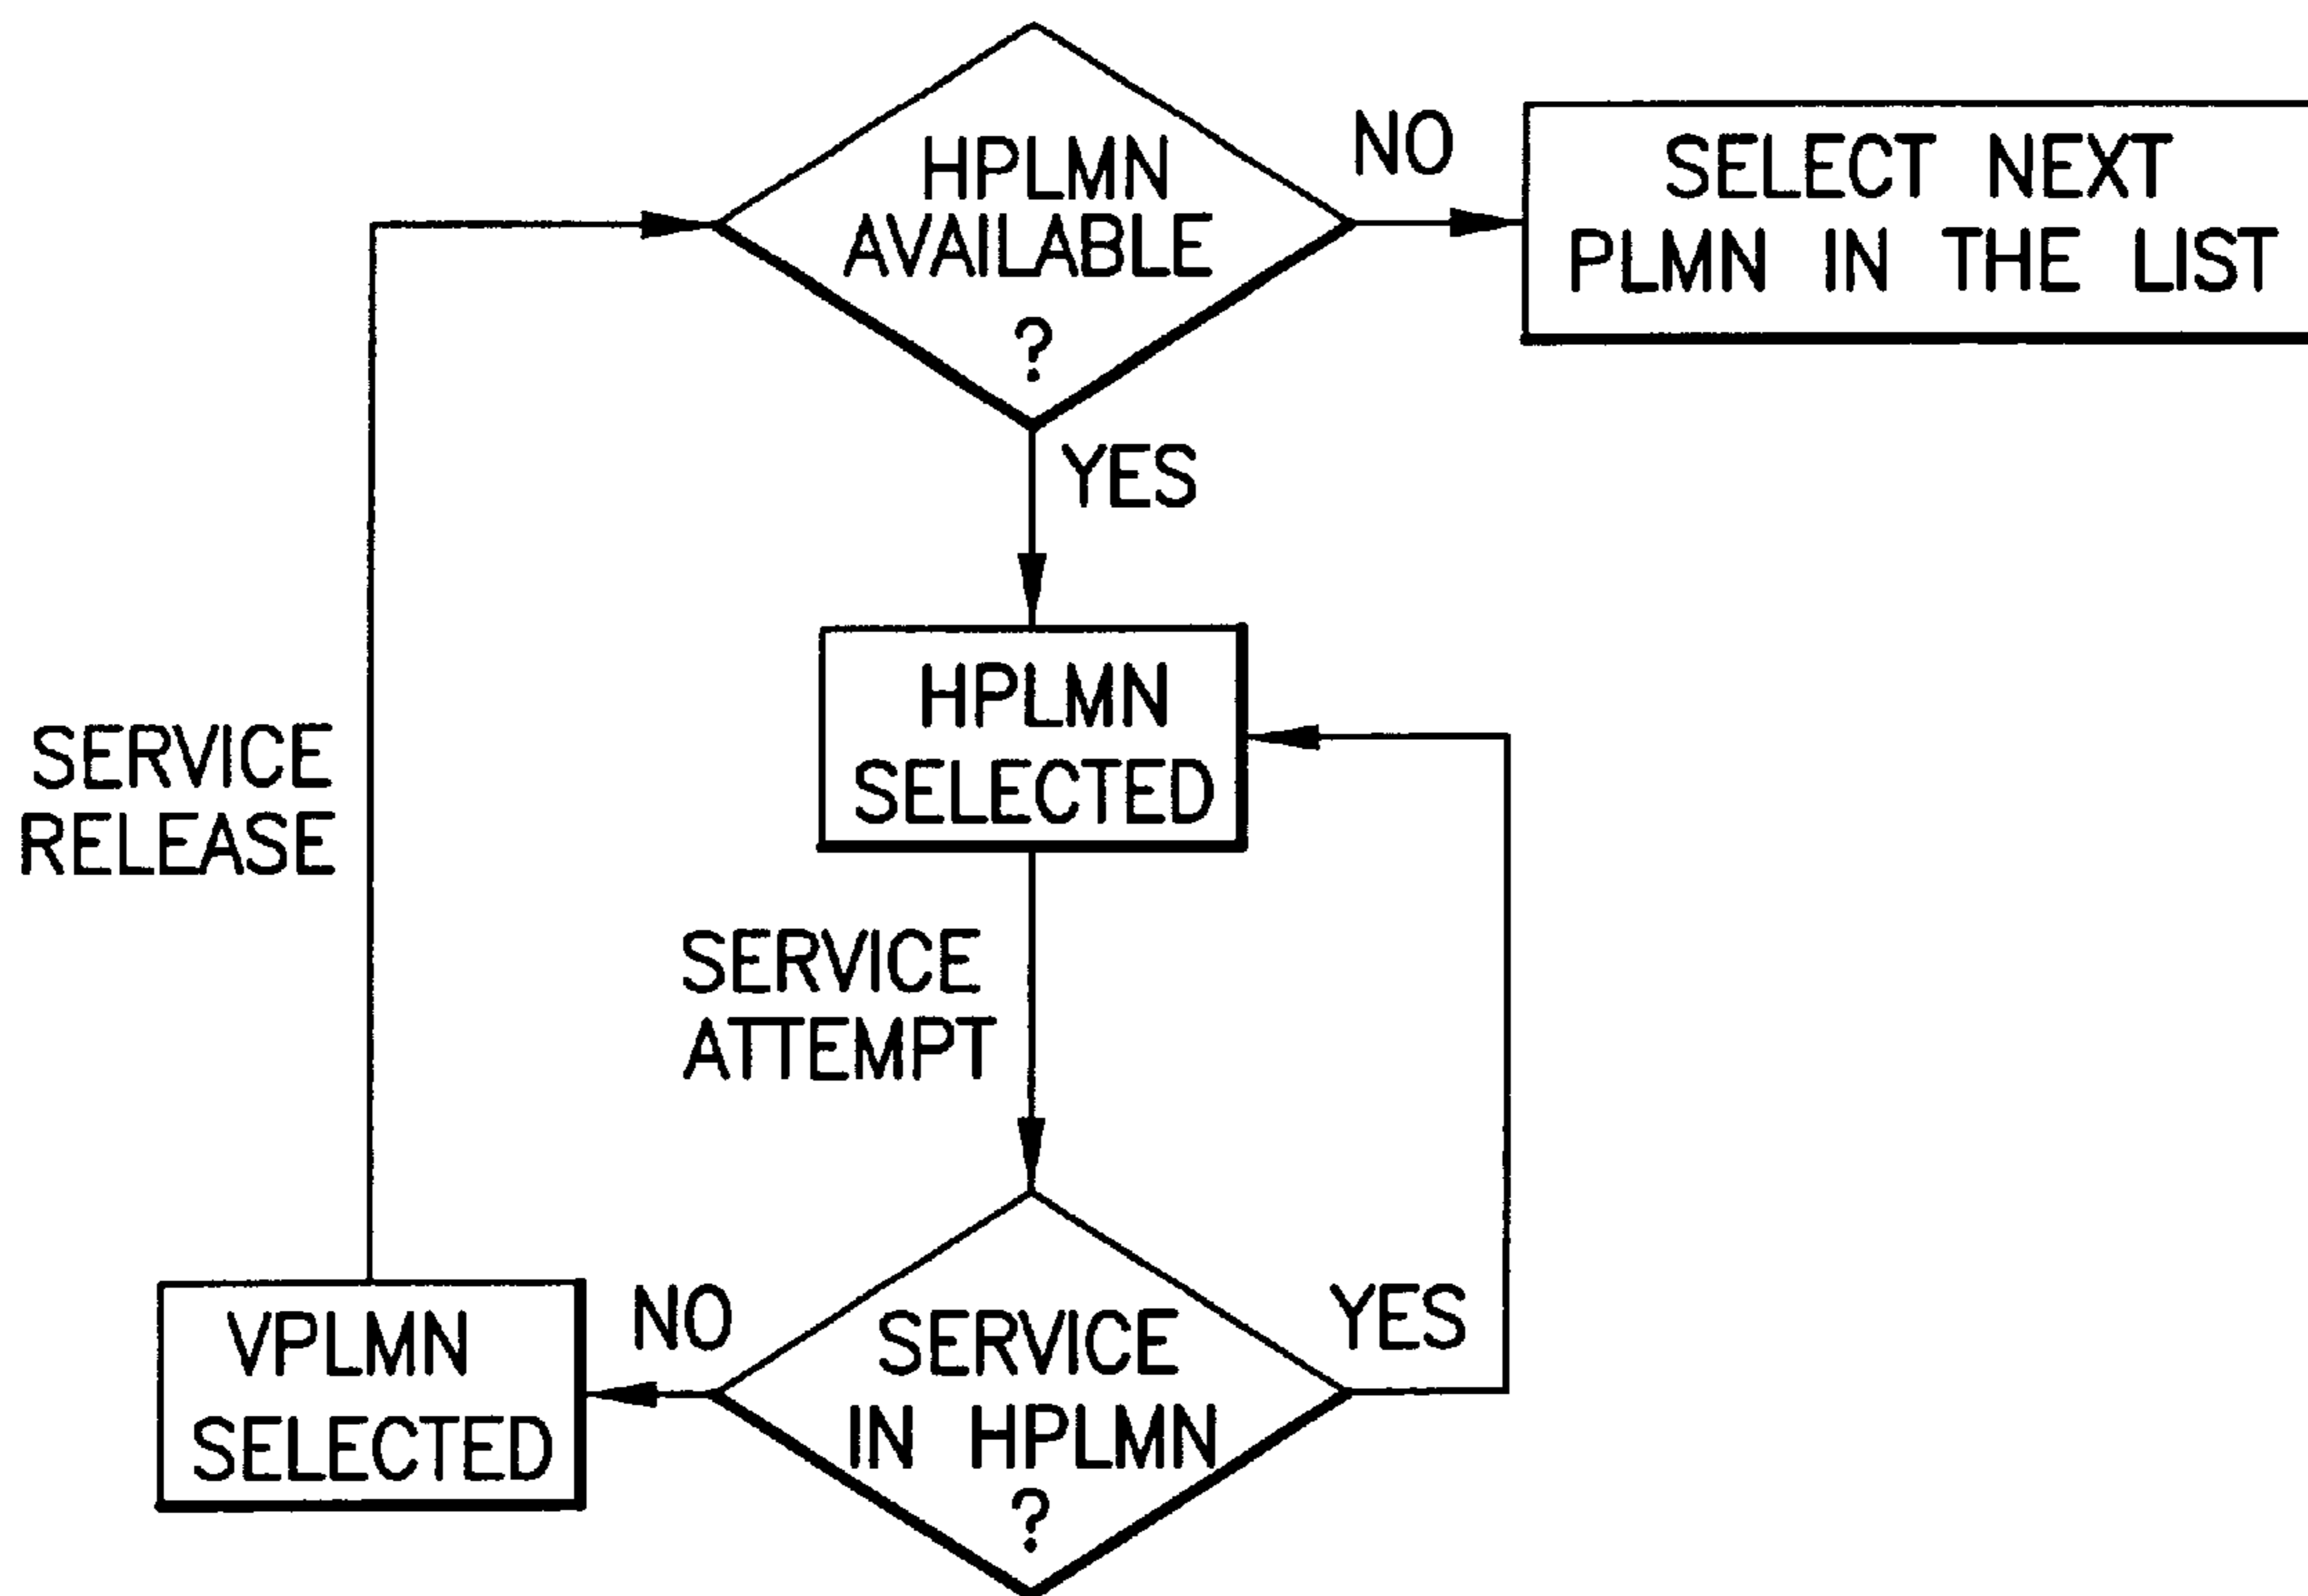 HPLMN
AVAILABLE
?
NO
SELECT NEXT
PLMN IN THE LIST
YES
HPLMN
SELECTED
SERVICE
RELEASE
SERVICE
ATTEMPT
VPLMN
SELECTED
NO
SERVICE
IN HPLMN
?
YES